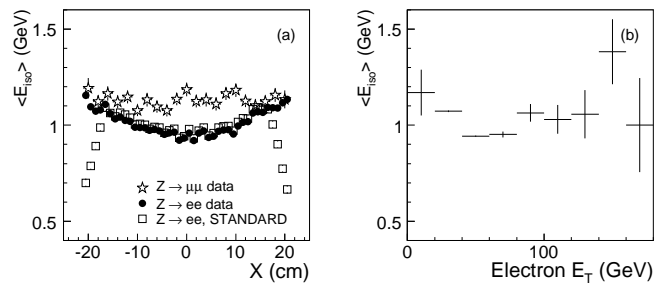 <E_iso> (GeV)
1.5
1
0.5
(a)
Z → μμ data
Z → ee data
Z → ee, STANDARD
-20 -10 0 10 20
X (cm)
<E_iso> (GeV)
1.5
1
0.5
(b)
0 100
Electron E_T (GeV)